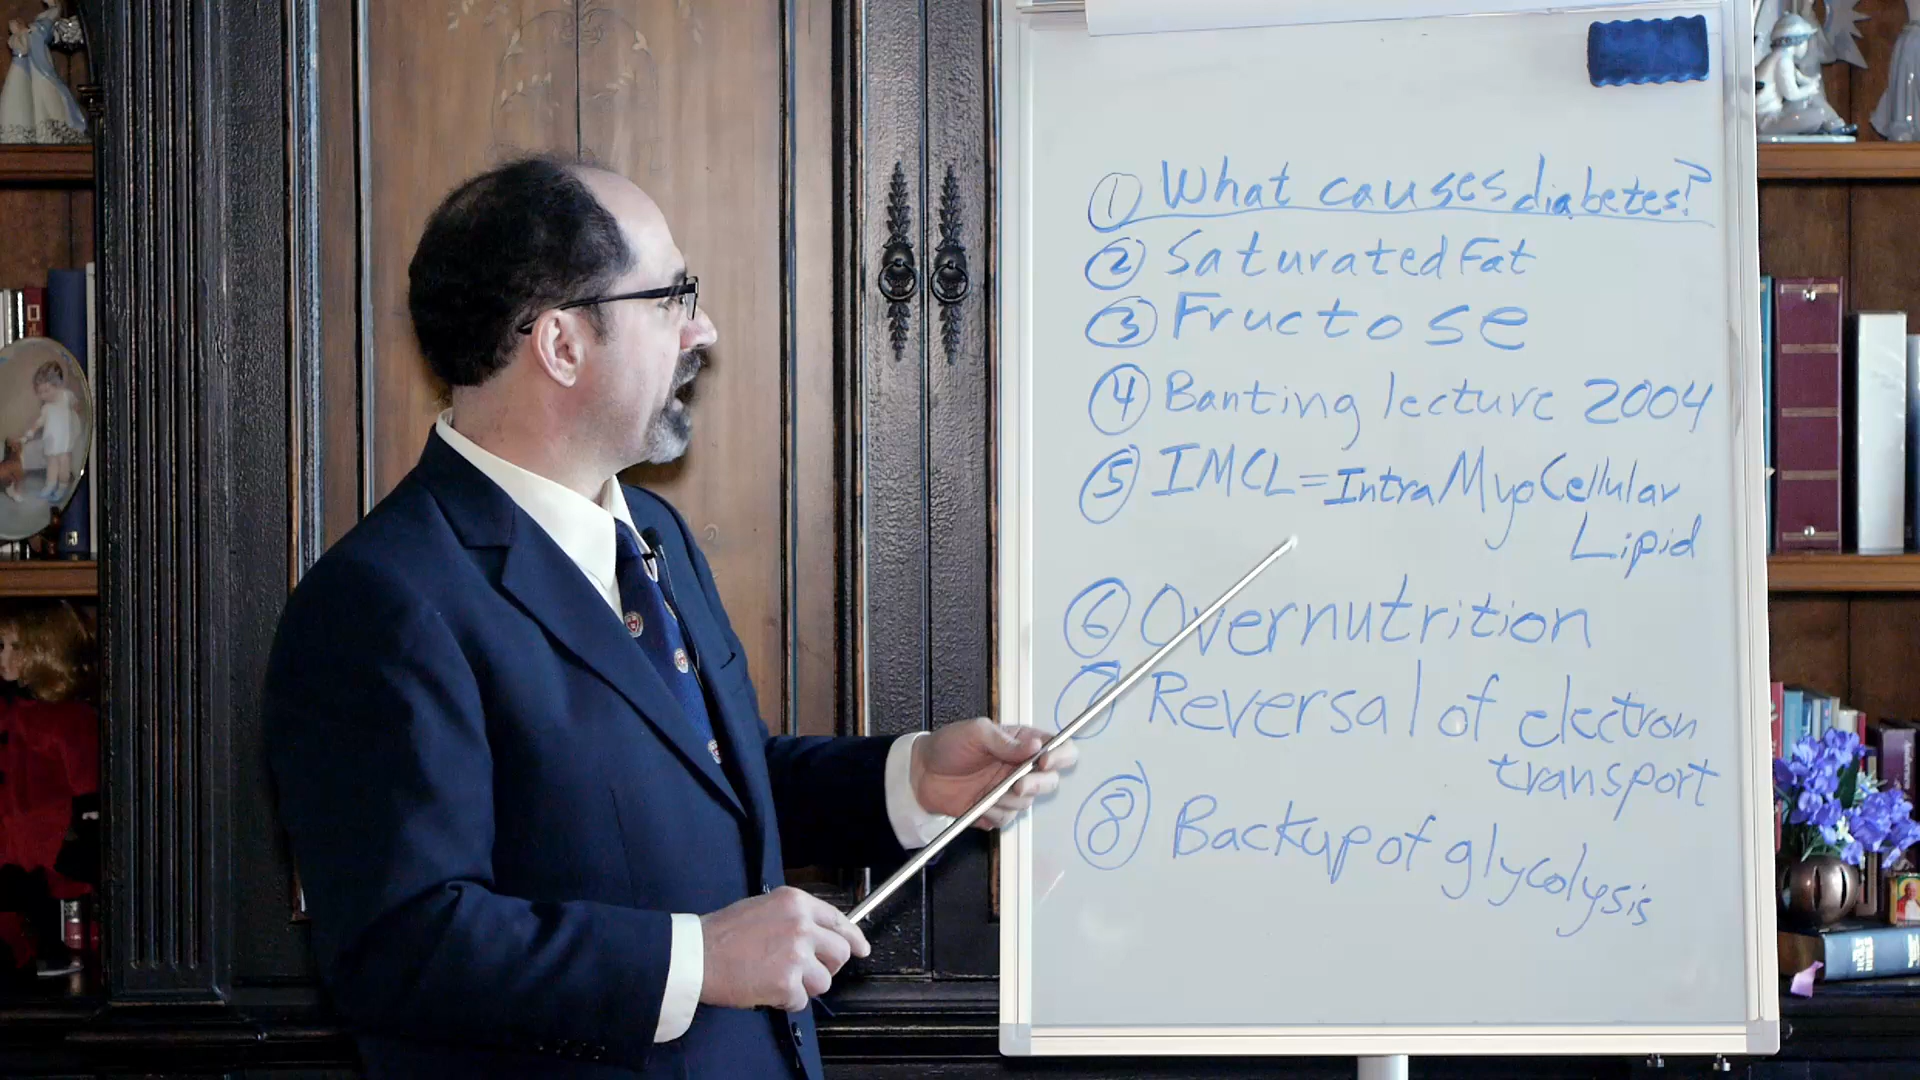 ① What causes diabetes?
② Saturated Fat
③ Fructose
④ Banting lecture 2004
⑤ IMCL = IntraMyoCellular
Lipid
⑥ Overnutrition
⑦ Reversal of electron
transport
⑧ Backup of glycolysis